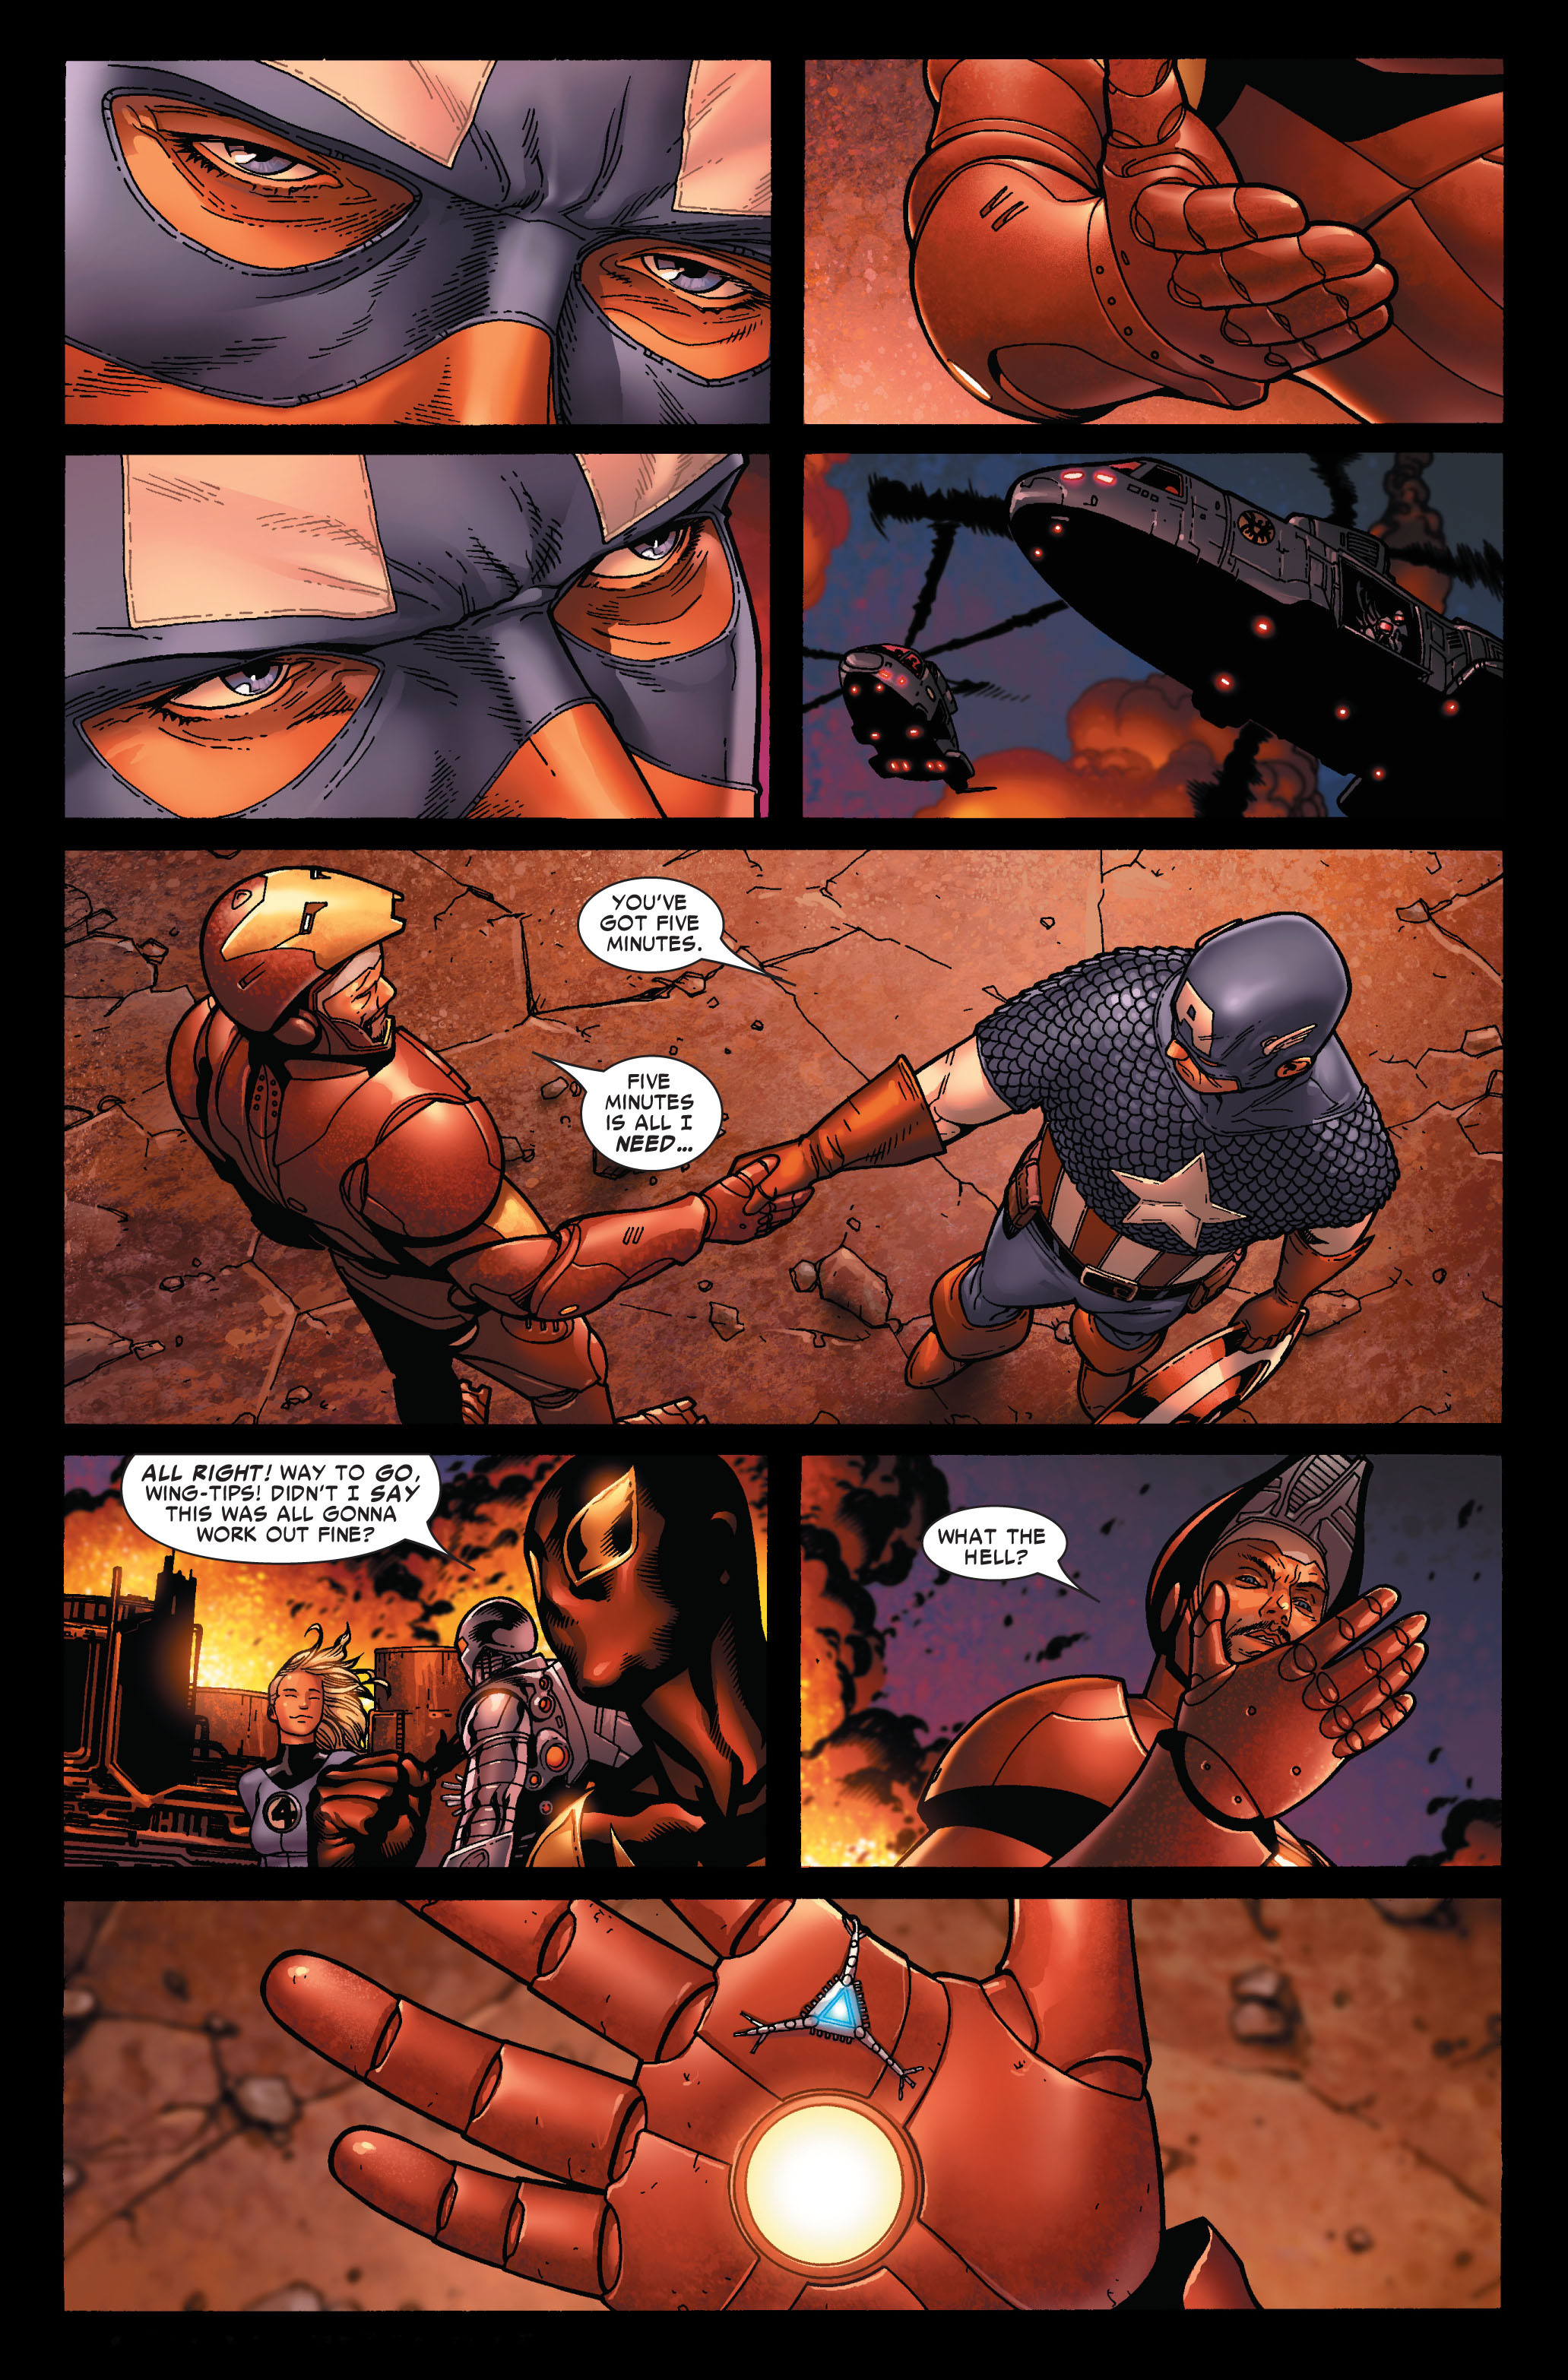 YOU'VE
GOT FIVE
MINUTES.
FIVE
MINUTES
IS ALL I
NEED...
ALL RIGHT! WAY TO GO,
WING-TIPS! DIDN'T I SAY
THIS WAS ALL GONNA
WORK OUT FINE?
4
WHAT THE
HELL?